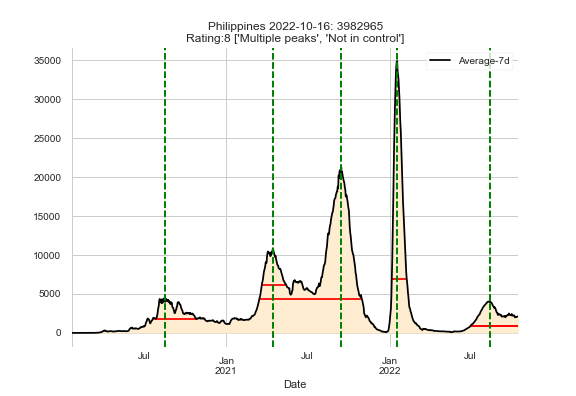 Philippines 2022-10-16: 3982965
Rating:8 ['Multiple peaks', 'Not in control']
Average-7d
35000
30000
25000
20000
15000
10000
5000
0
Jul
Jan
2021
Jul
Jan
2022
Jul
Date